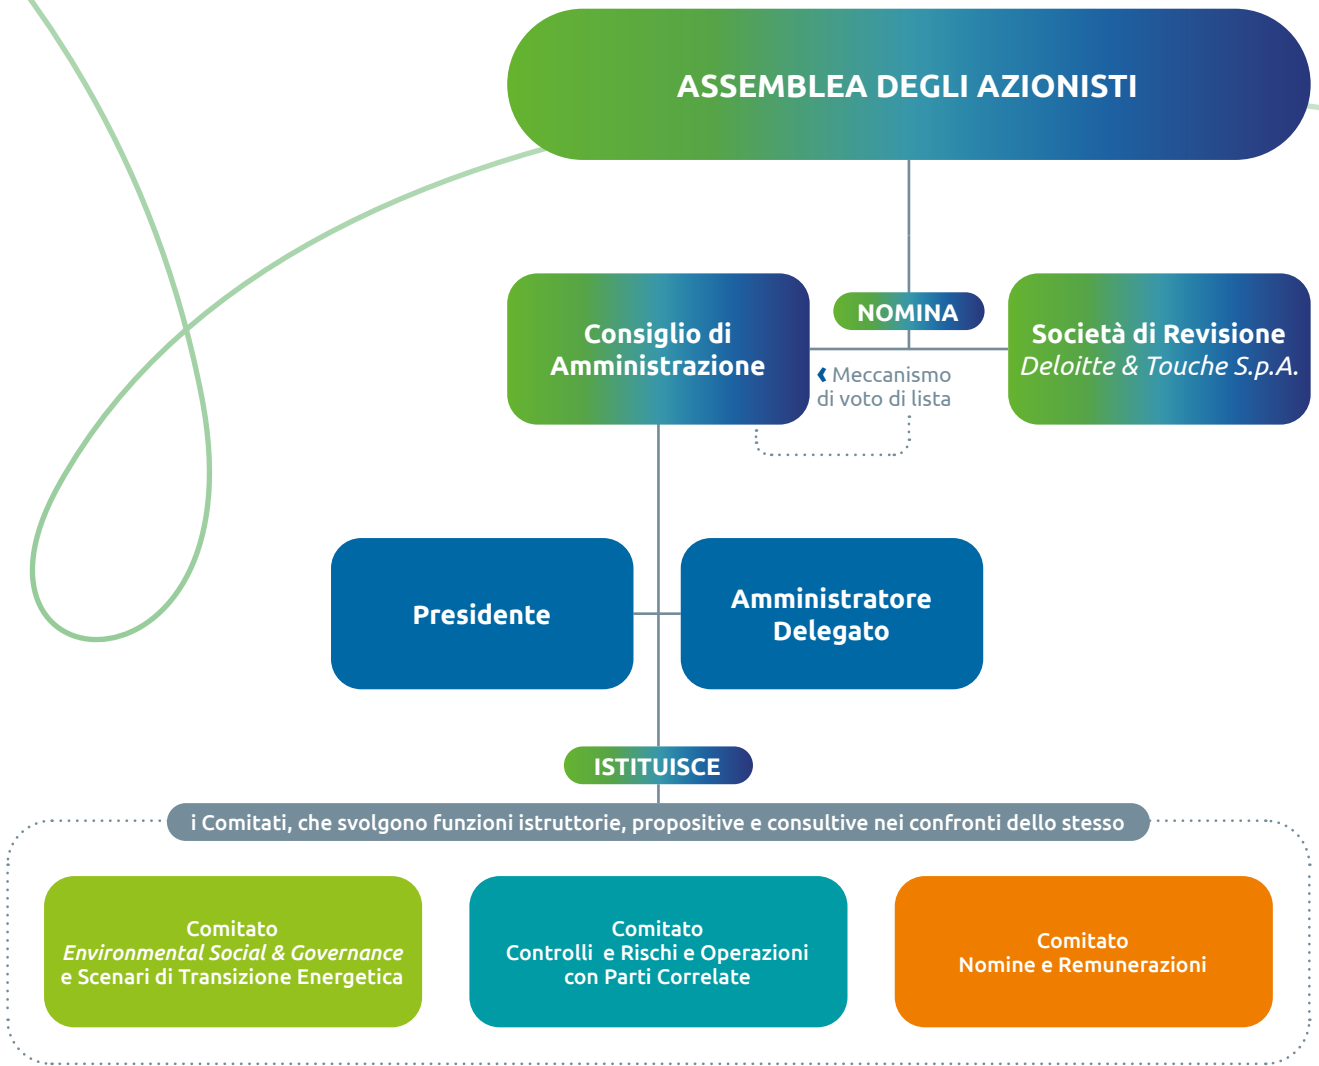 ASSEMBLEA DEGLI AZIONISTI
NOMINA
Consiglio di
Amministrazione
Società di Revisione
Deloitte & Touche S.p.A.
‹ Meccanismo
di voto di lista
Presidente
Amministratore
Delegato
ISTITUISCE
i Comitati, che svolgono funzioni istruttorie, propositive e consultive nei confronti dello stesso
Comitato
Environmental Social & Governance
e Scenari di Transizione Energetica
Comitato
Controlli e Rischi e Operazioni
con Parti Correlate
Comitato
Nomine e Remunerazioni